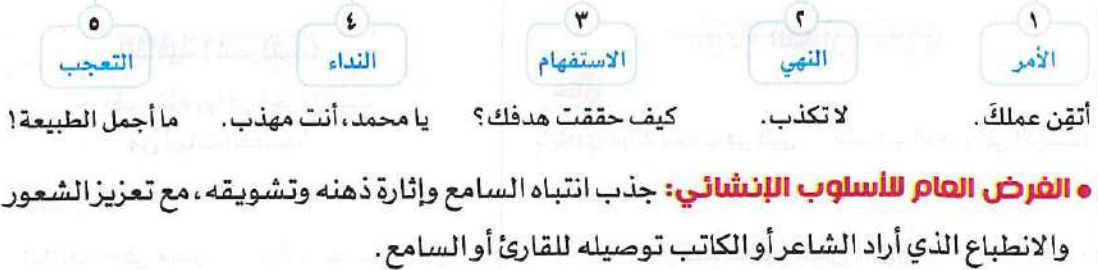 ١ ٢ ٣ ٤ ٥
الأمر النهي الاستفهام النداء التعجب
أتقِن عملكَ. لا تكذب. كيف حققت هدفك؟ يا محمد، أنت مهذب. ما أجمل الطبيعة!
• الغرض العام للأسلوب الإنشائي: جذب انتباه السامع وإثارة ذهنه وتشويقه، مع تعزيز الشعور
والانطباع الذي أراد الشاعر أو الكاتب توصيله للقارئ أو السامع.